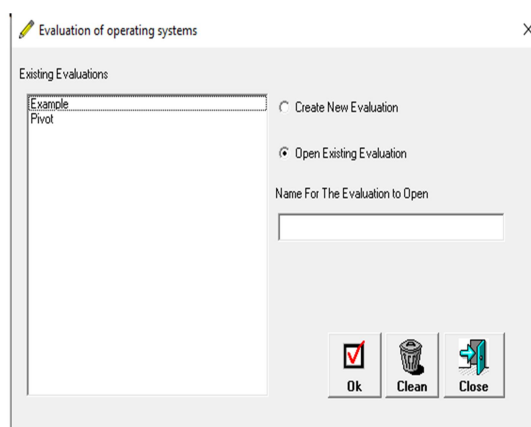 Evaluation of operating systems
Existing Evaluations
Example
Pivot
Create New Evaluation
Open Existing Evaluation
Name For The Evaluation to Open
Ok
Clean
Close